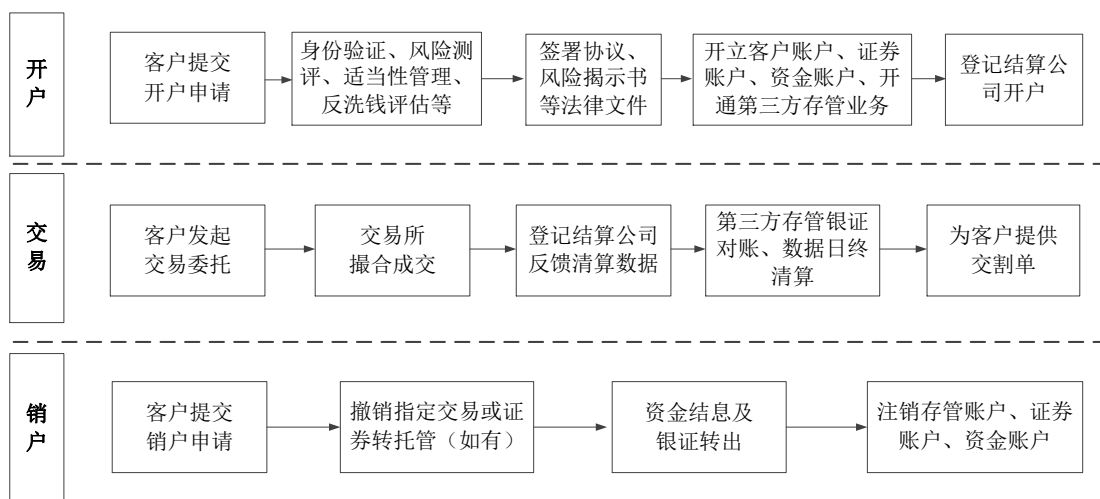 开
户
客户提交
开户申请
身份验证、风险测
评、适当性管理、
反洗钱评估等
签署协议、
风险揭示书
等法律文件
开立客户账户、证券
账户、资金账户、开
通第三方存管业务
登记结算公
司开户
交
易
客户发起
交易委托
交易所
撮合成交
登记结算公司
反馈清算数据
第三方存管银证
对账、数据日终
清算
为客户提供
交割单
销
户
客户提交
销户申请
撤销指定交易或证
券转托管（如有）
资金结息及
银证转出
注销存管账户、证券
账户、资金账户